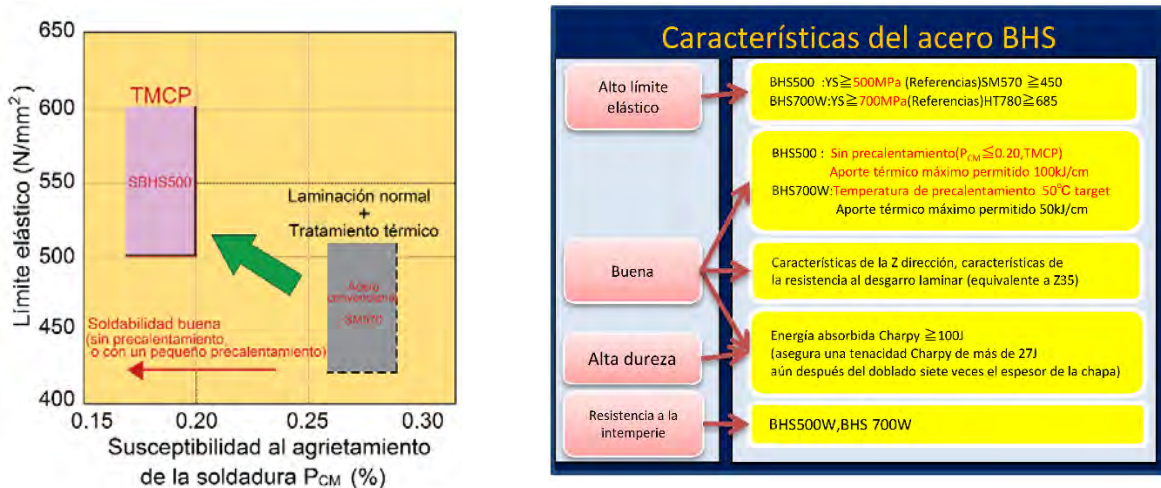 650
600
550
500
450
400
Límite elástico (N/mm²)
TMCP
SBHS500
Laminación normal
+
Tratamiento térmico
Acero
convencional
SM570
Soldabilidad buena
(sin precalentamiento,
o con un pequeño precalentamiento)
0.15
0.20
0.25
0.30
Susceptibilidad al agrietamiento
de la soldadura PCM (%)
Características del acero BHS
Alto límite
elástico
BHS500 :YS≧500MPa (Referencias)SM570 ≧450
BHS700W:YS≧700MPa(Referencias)HT780≧685
Buena
BHS500 : Sin precalentamiento(PCM≦0.20,TMCP)
Aporte térmico máximo permitido 100kJ/cm
BHS700W:Temperatura de precalentamiento 50℃ target
Aporte térmico máximo permitido 50kJ/cm
Características de la Z dirección, características de
la resistencia al desgarro laminar (equivalente a Z35)
Alta dureza
Energía absorbida Charpy ≧100J
(asegura una tenacidad Charpy de más de 27J
aún después del doblado siete veces el espesor de la chapa)
Resistencia a la
intemperie
BHS500W,BHS 700W